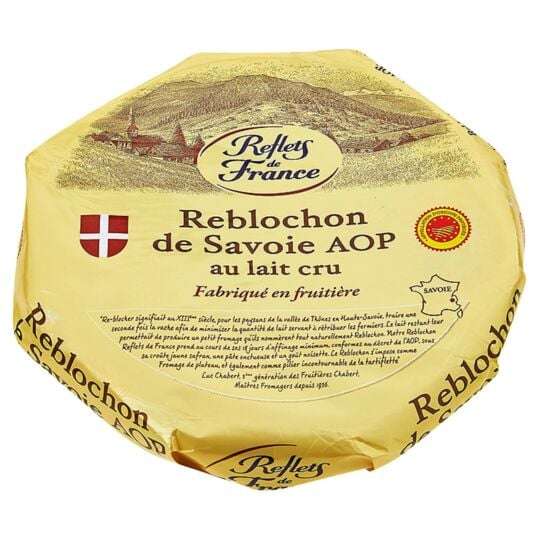 Reflets
de
France
Reblochon
de Savoie AOP
au lait cru
Fabriqué en fruitière
SAVOIE
"Re-blocher signifiait au XIIIème siècle, pour les paysans de la vallée de Thônes en Haute-Savoie, traire une
seconde fois la vache afin de minimiser la quantité de lait servant à rétribuer les fermiers. Le lait restant leur
permettait de produire un petit fromage qu'ils nommèrent tout naturellement Reblochon. Notre Reblochon
Reflets de France prend au cours de ses 18 jours d'affinage minimum, conformes au décret de l'AOP, sous
sa croûte jaune safran, une pâte onctueuse et un goût noisette. Le Reblochon s'impose comme
Fromage de plateau, et également comme pilier incontournable de la tartiflette."
Luc Chabert, 3ème génération des Fruitières Chabert.
Maîtres Fromagers depuis 1936.
Reblochon
de Savoie AOP
Reflets
de
France
Reblochon
de Savoie